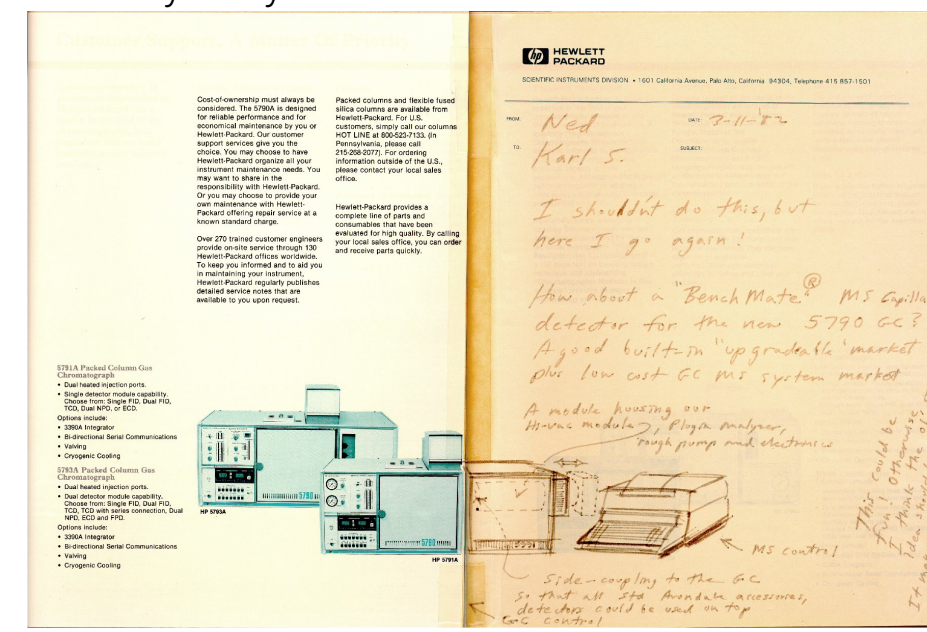 Customer Support: A Matter Of Priority
Cost-of-ownership must always be
considered. The 5790A is designed
for reliable performance and for
economical maintenance by you or
Hewlett-Packard. Our customer
support services give you the
choice. You may choose to have
Hewlett-Packard organize all your
instrument maintenance needs. You
may want to share in the
responsibility with Hewlett-Packard.
Or you may choose to provide your
own maintenance with Hewlett-
Packard offering repair service at a
known standard charge.
Over 270 trained customer engineers
provide on-site service through 130
Hewlett-Packard offices worldwide.
To keep you informed and to aid you
in maintaining your instrument,
Hewlett-Packard regularly publishes
detailed service notes that are
available to you upon request.
Packed columns and flexible fused
silica columns are available from
Hewlett-Packard. For U.S.
customers, simply call our columns
HOT LINE at 800-523-7133. (In
Pennsylvania, please call
215-268-2077). For ordering
information outside of the U.S.,
please contact your local sales
office.
Hewlett-Packard provides a
complete line of parts and
consumables that have been
evaluated for high quality. By calling
your local sales office, you can order
and receive parts quickly.
5791A Packed Column Gas
Chromatograph
• Dual heated injection ports.
• Single detector module capability.
Choose from: Single FID, Dual FID,
TCD, Dual NPD, or ECD.
Options include:
• 3390A Integrator
• Bi-directional Serial Communications
• Valving
• Cryogenic Cooling
5793A Packed Column Gas
Chromatograph
• Dual heated injection ports.
• Dual detector module capability.
Choose from: Single FID, Dual FID,
TCD, TCD with series connection, Dual
NPD, ECD and FPD.
Options include:
• 3390A Integrator
• Bi-directional Serial Communications
• Valving
• Cryogenic Cooling
5790
HP 5793A
5790
HP 5791A
hp HEWLETT
PACKARD
SCIENTIFIC INSTRUMENTS DIVISION • 1601 California Avenue, Palo Alto, California 94304, Telephone 415 857-1501
FROM: Ned DATE: 3-11-'82
TO: Karl S. SUBJECT:
I shouldn't do this, but
here I go again!
How about a "BenchMate"® MS Capilla
detector for the new 5790 GC?
A good built-in "upgradeable" market
plus low cost GC MS system market
A module housing our
Hi-vac module, Plugin Analyzer,
rough pump and electronics
MS control
Side-coupling to the GC
so that all std Avondale accessories,
detectors could be used on top
GC control
This could be
fun! Otherwise,
I think the
idea